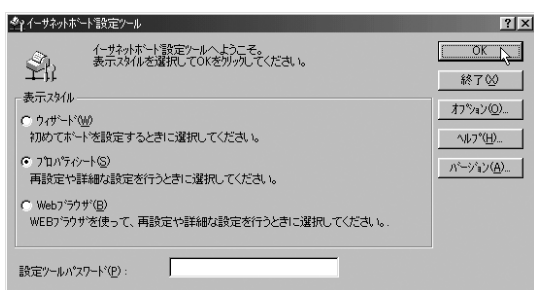 イーサネットボード設定ツール
イーサネットボード設定ツールへようこそ。
表示スタイルを選択してOKをクリックしてください。
OK
終了(X)
オプション(O)...
ヘルプ(H)...
バージョン(A)...
表示スタイル
ウィザード(W)
初めてボードを設定するときに選択してください。
プロパティシート(S)
再設定や詳細な設定を行うときに選択してください。
Webブラウザ(B)
WEBブラウザを使って、再設定や詳細な設定を行うときに選択してください。.
設定ツールパスワード(P) :